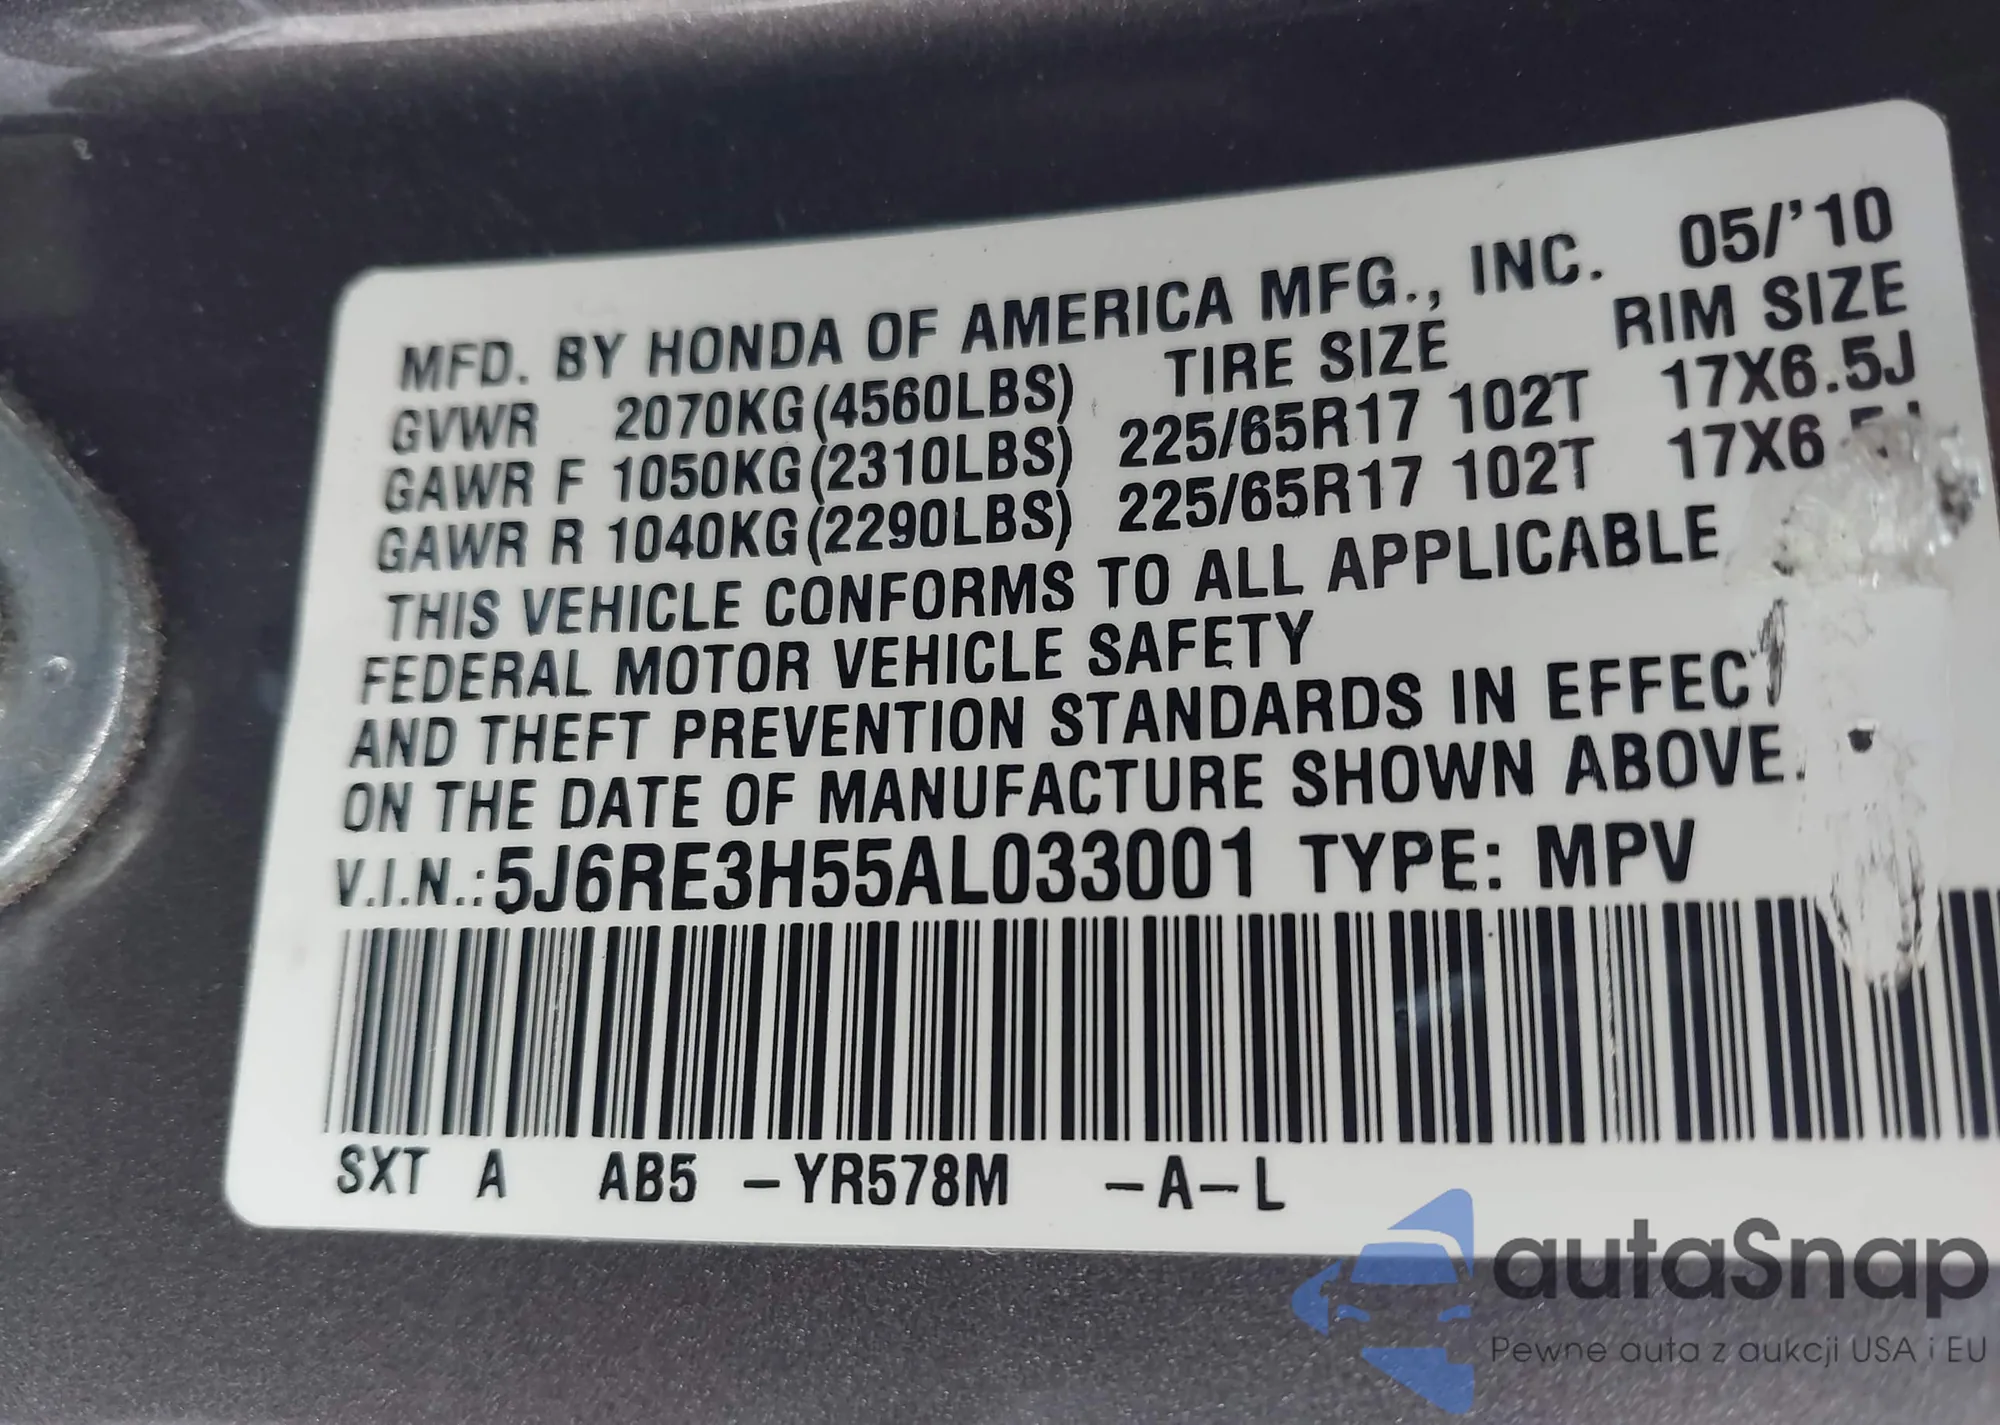 MFD. BY HONDA OF AMERICA MFG., INC. 05/'10
GVWR 2070KG(4560LBS) TIRE SIZE RIM SIZE
GAWR F 1050KG(2310LBS) 225/65R17 102T 17X6.5J
GAWR R 1040KG(2290LBS) 225/65R17 102T 17X6
THIS VEHICLE CONFORMS TO ALL APPLICABLE
FEDERAL MOTOR VEHICLE SAFETY
AND THEFT PREVENTION STANDARDS IN EFFECT
ON THE DATE OF MANUFACTURE SHOWN ABOVE.
V.I.N.:5J6RE3H55AL033001 TYPE: MPV
SXT A AB5 -YR578M -A-L
autaSnap
Pewne auta z aukcji USA i EU